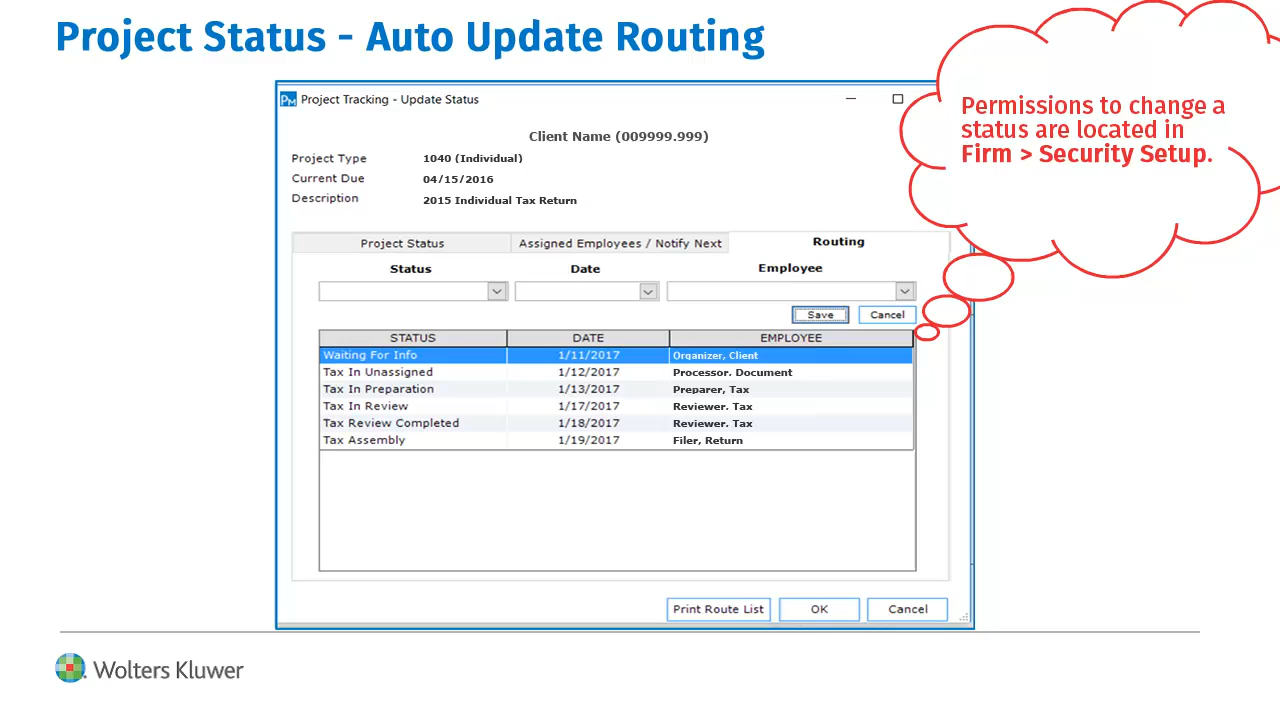 Project Status - Auto Update Routing
Permissions to change a
status are located in
Firm > Security Setup.
PM Project Tracking - Update Status
Client Name (009999.999)
Project Type 1040 (Individual)
Current Due 04/15/2016
Description 2015 Individual Tax Return
Project Status Assigned Employees / Notify Next Routing
Status Date Employee
Save Cancel
STATUS DATE EMPLOYEE
Waiting For Info 1/11/2017 Organizer, Client
Tax In Unassigned 1/12/2017 Processor. Document
Tax In Preparation 1/13/2017 Preparer, Tax
Tax In Review 1/17/2017 Reviewer. Tax
Tax Review Completed 1/18/2017 Reviewer. Tax
Tax Assembly 1/19/2017 Filer, Return
Print Route List OK Cancel
Wolters Kluwer